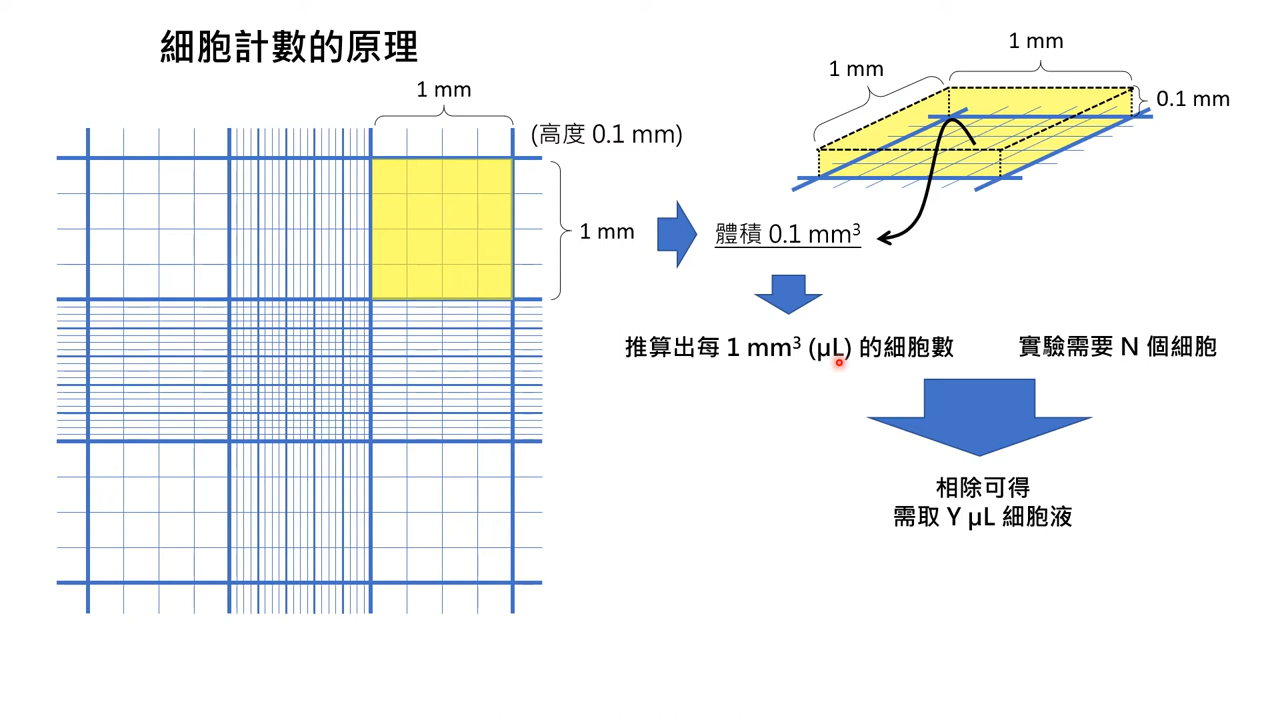 細胞計數的原理
1 mm
(高度 0.1 mm)
1 mm
1 mm
1 mm
0.1 mm
體積 0.1 mm³
推算出每 1 mm³ (µL) 的細胞數
實驗需要 N 個細胞
相除可得
需取 Y µL 細胞液